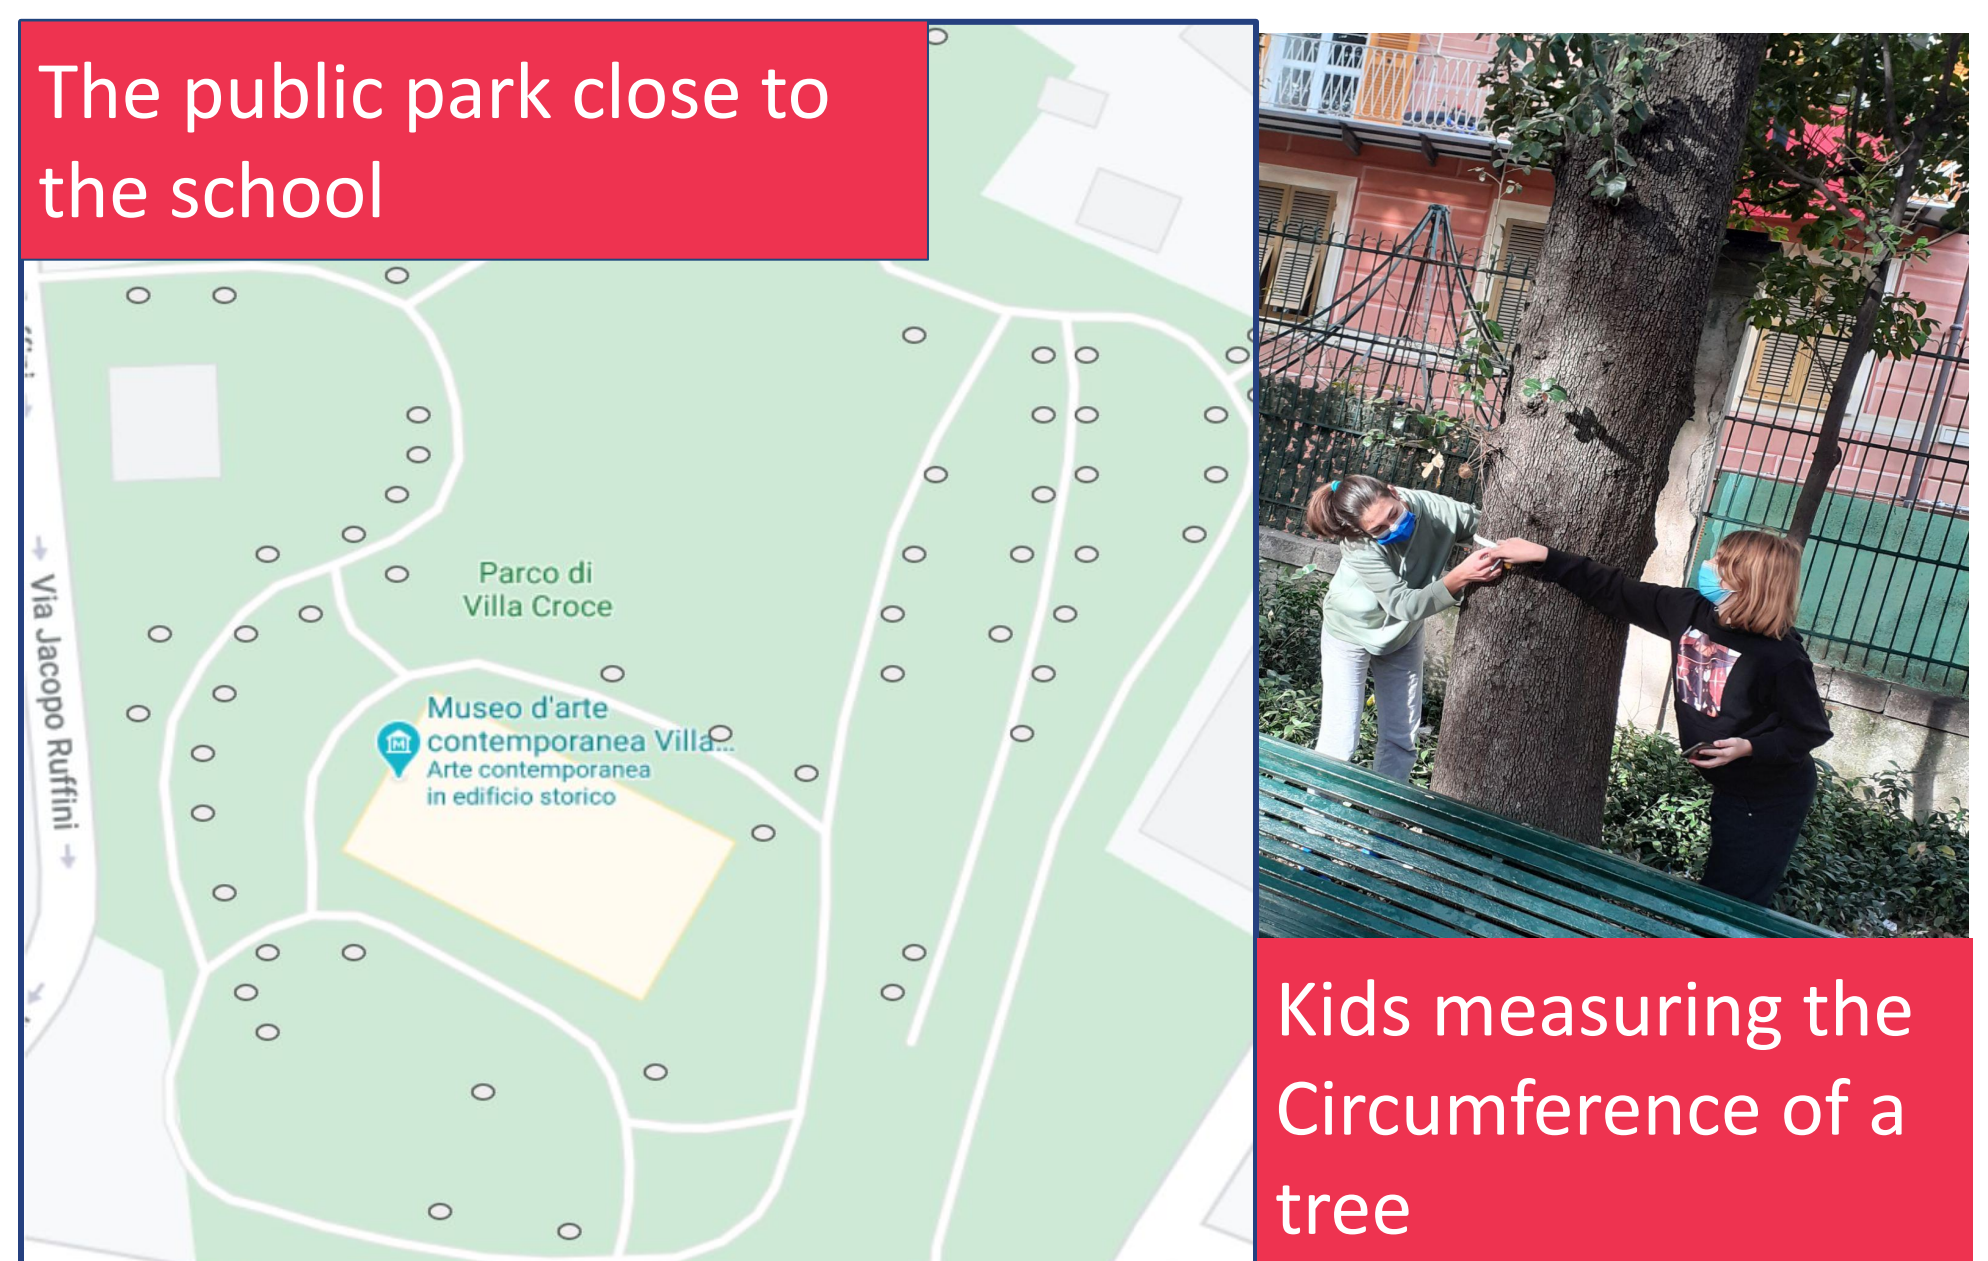 The public park close to
the school
Parco di
Villa Croce
Museo d'arte
contemporanea Villa...
Arte contemporanea
in edificio storico
Via Jacopo Ruffini
Kids measuring the
Circumference of a
tree